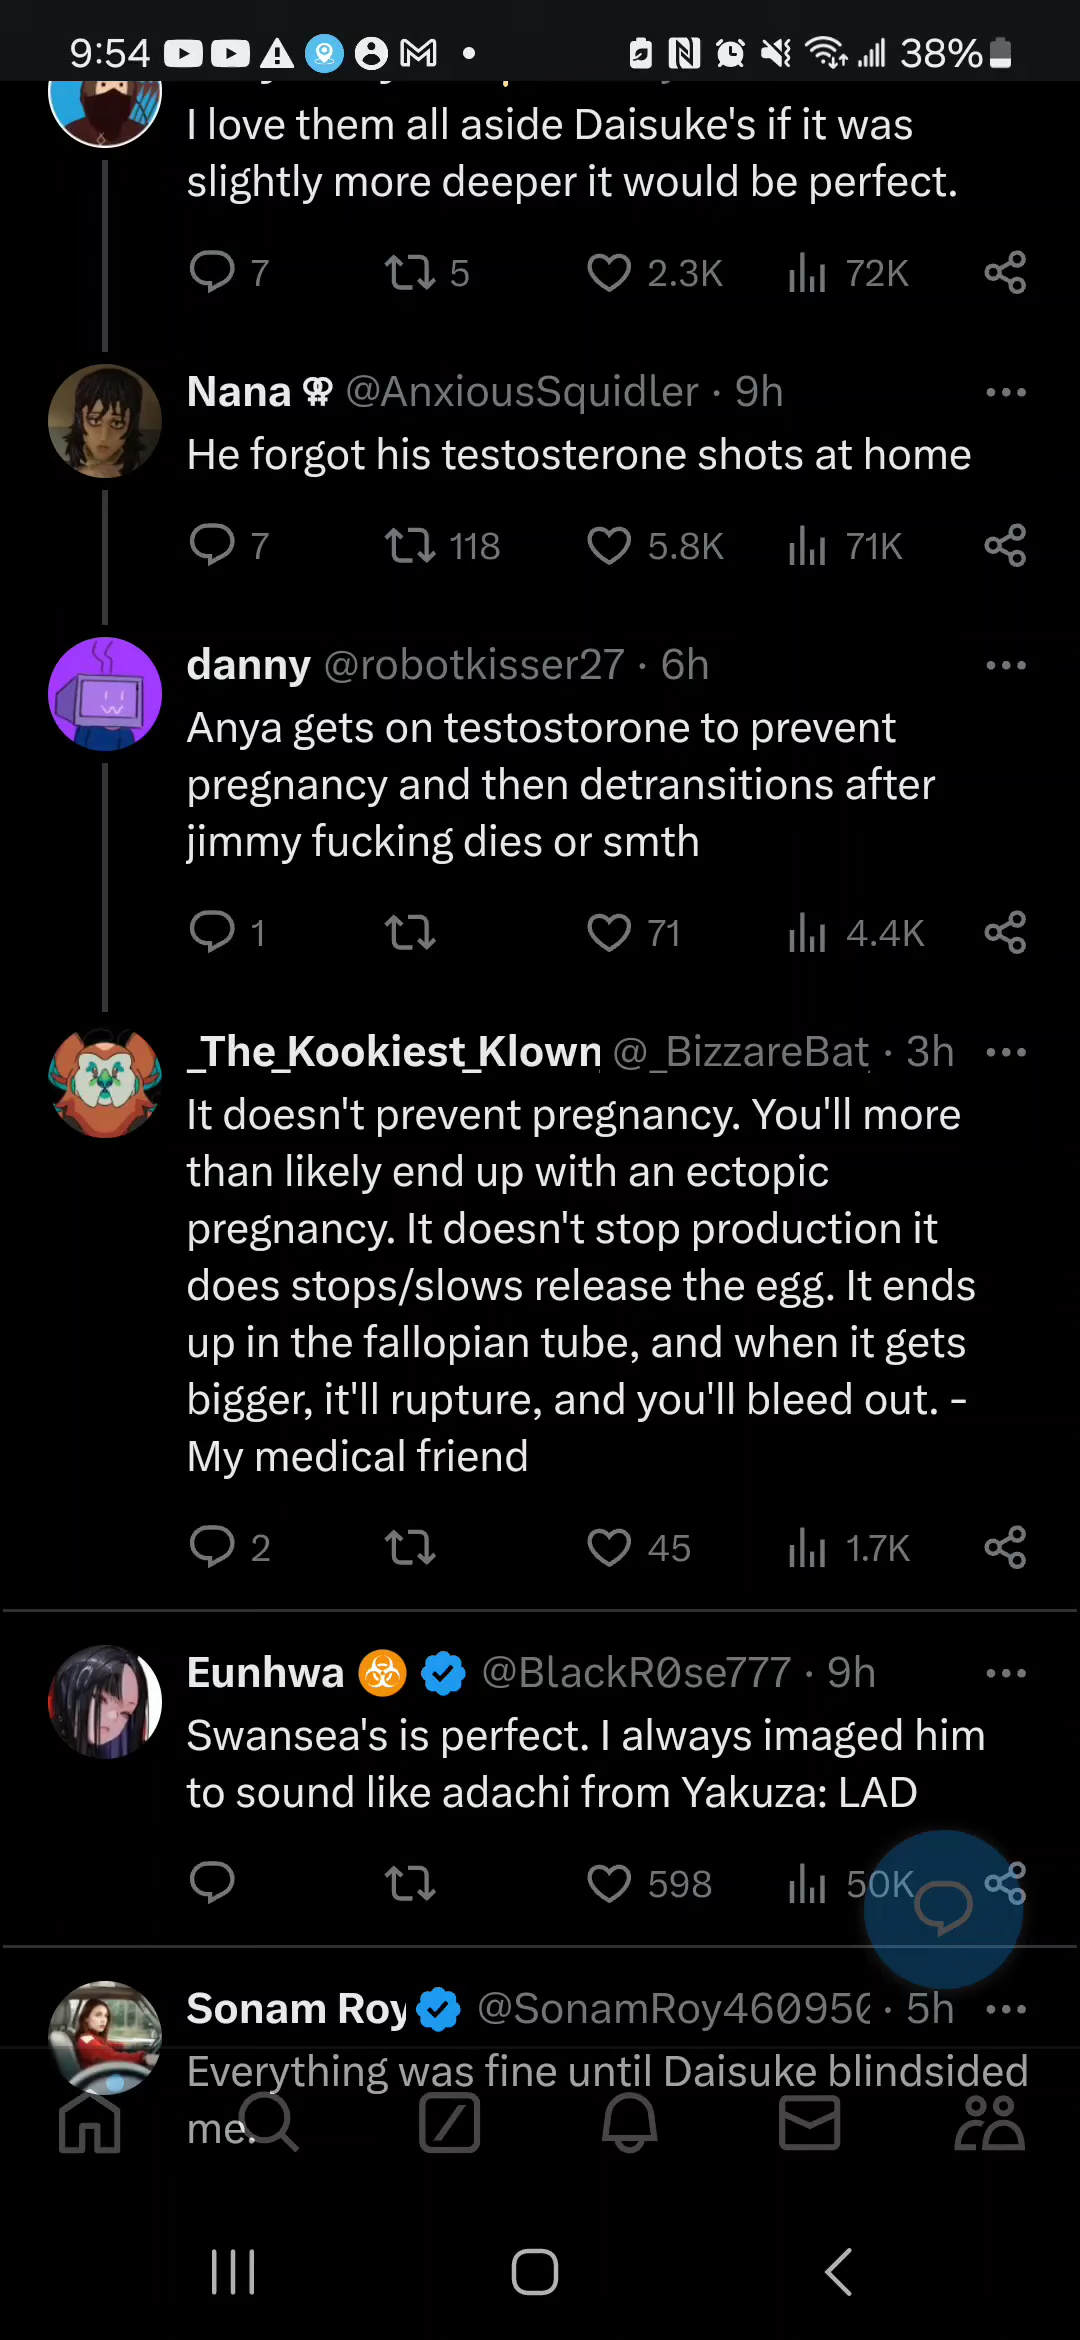 9:54
38%
I love them all aside Daisuke's if it was
slightly more deeper it would be perfect.
7 5 2.3K 72K
Nana @AnxiousSquidler · 9h
He forgot his testosterone shots at home
7 118 5.8K 71K
danny @robotkisser27 · 6h
Anya gets on testostorone to prevent
pregnancy and then detransitions after
jimmy fucking dies or smth
1 71 4.4K
_The_Kookiest_Klown @_BizzareBat_ · 3h
It doesn't prevent pregnancy. You'll more
than likely end up with an ectopic
pregnancy. It doesn't stop production it
does stops/slows release the egg. It ends
up in the fallopian tube, and when it gets
bigger, it'll rupture, and you'll bleed out. -
My medical friend
2 45 1.7K
Eunhwa @BlackR0se777 · 9h
Swansea's is perfect. I always imaged him
to sound like adachi from Yakuza: LAD
598 50K
Sonam Roy @SonamRoy460950 · 5h
Everything was fine until Daisuke blindsided
me.